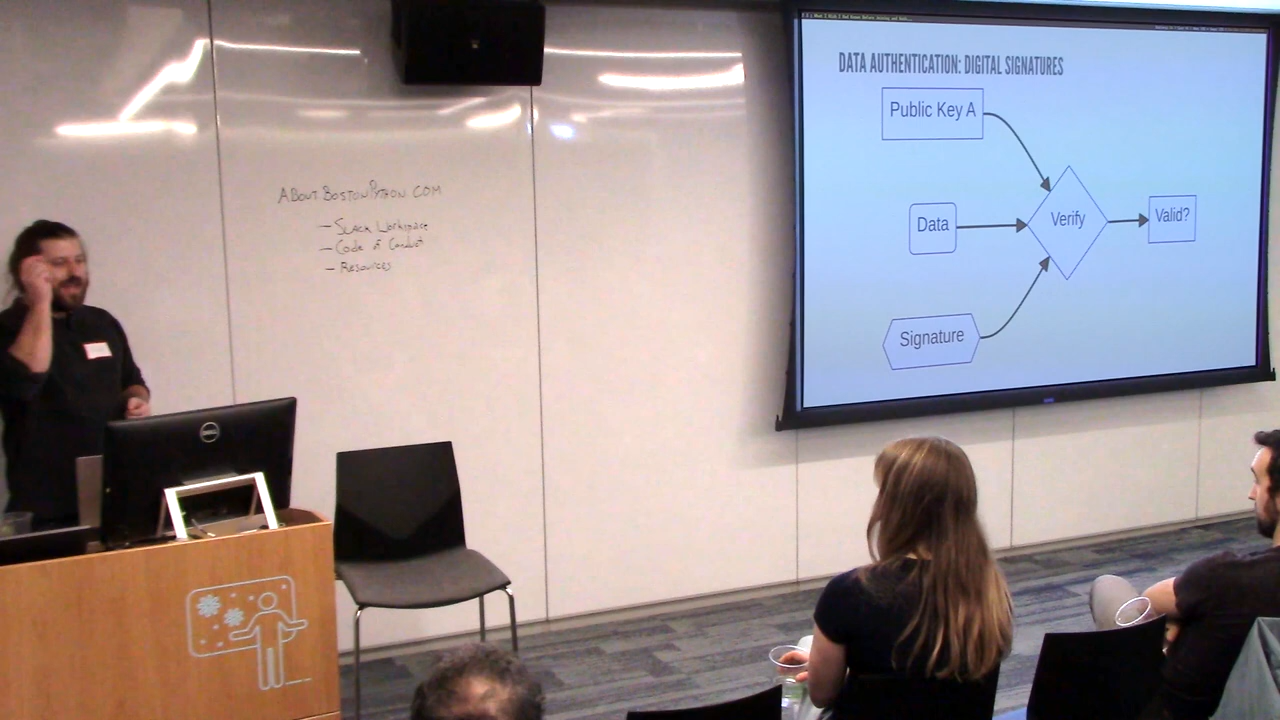 ABOUT BOSTONPYTHON COM
- SLACK WORKSPACE
- CODE of CONDUCT
- RESOURCES
DATA AUTHENTICATION: DIGITAL SIGNATURES
Public Key A
Data
Verify
Valid?
Signature
DELL